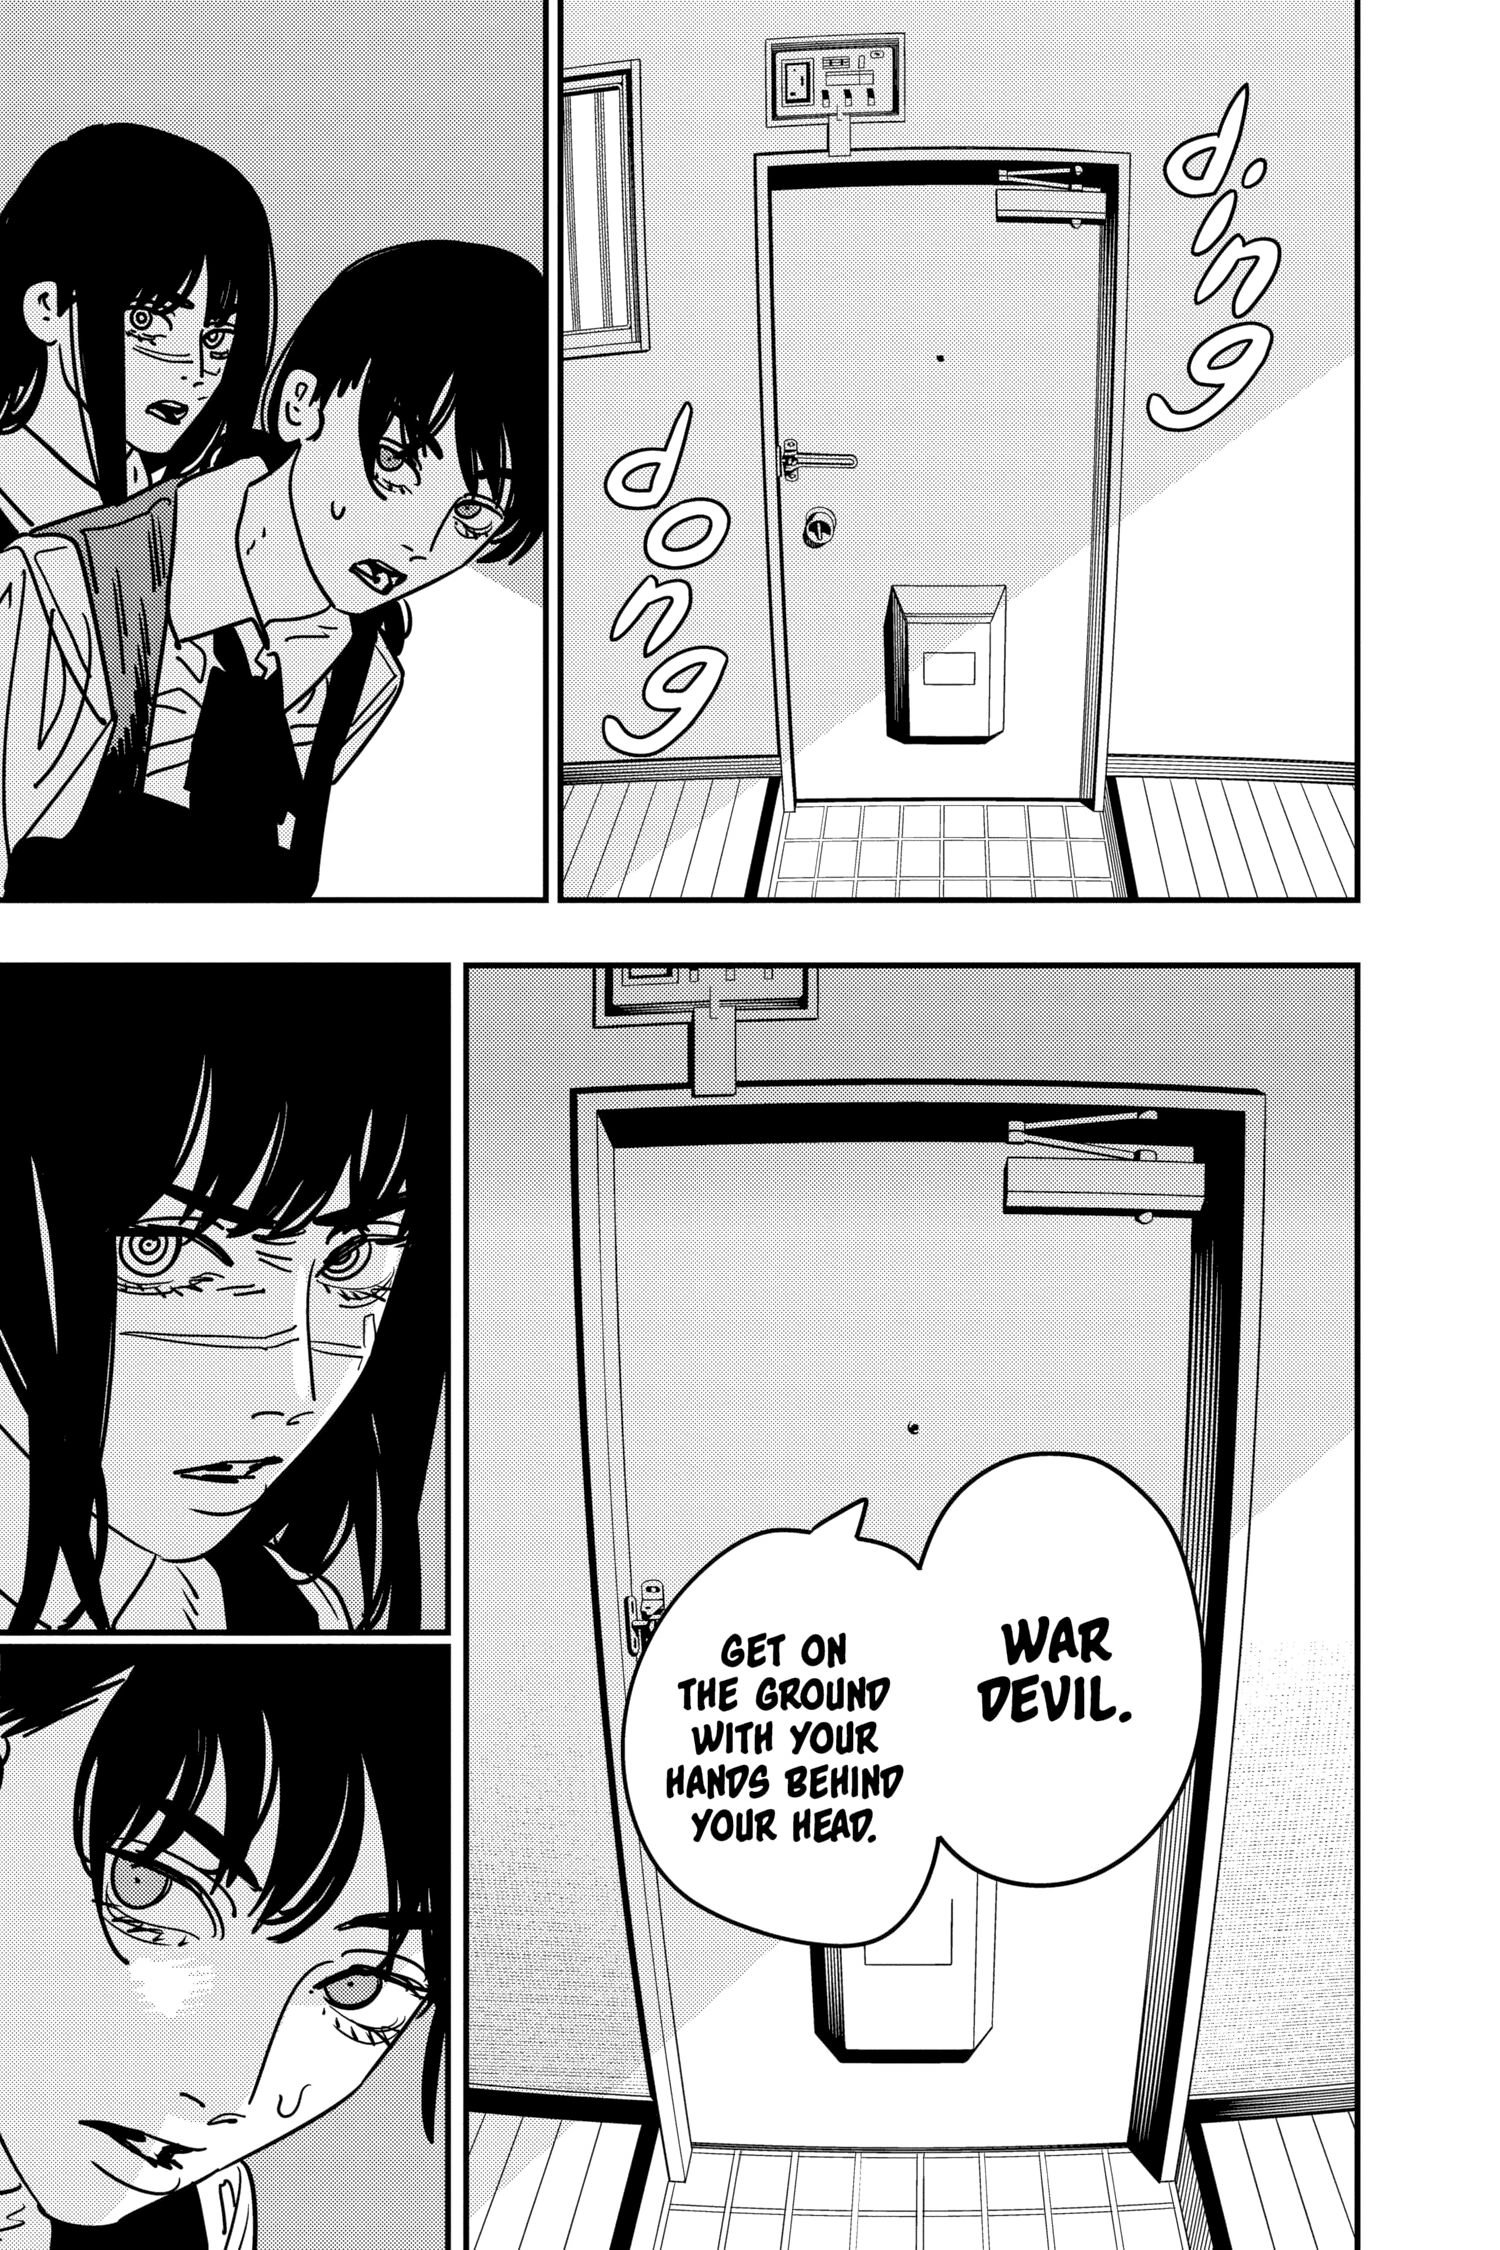 ding
dong
WAR
DEVIL.
GET ON
THE GROUND
WITH YOUR
HANDS BEHIND
YOUR HEAD.